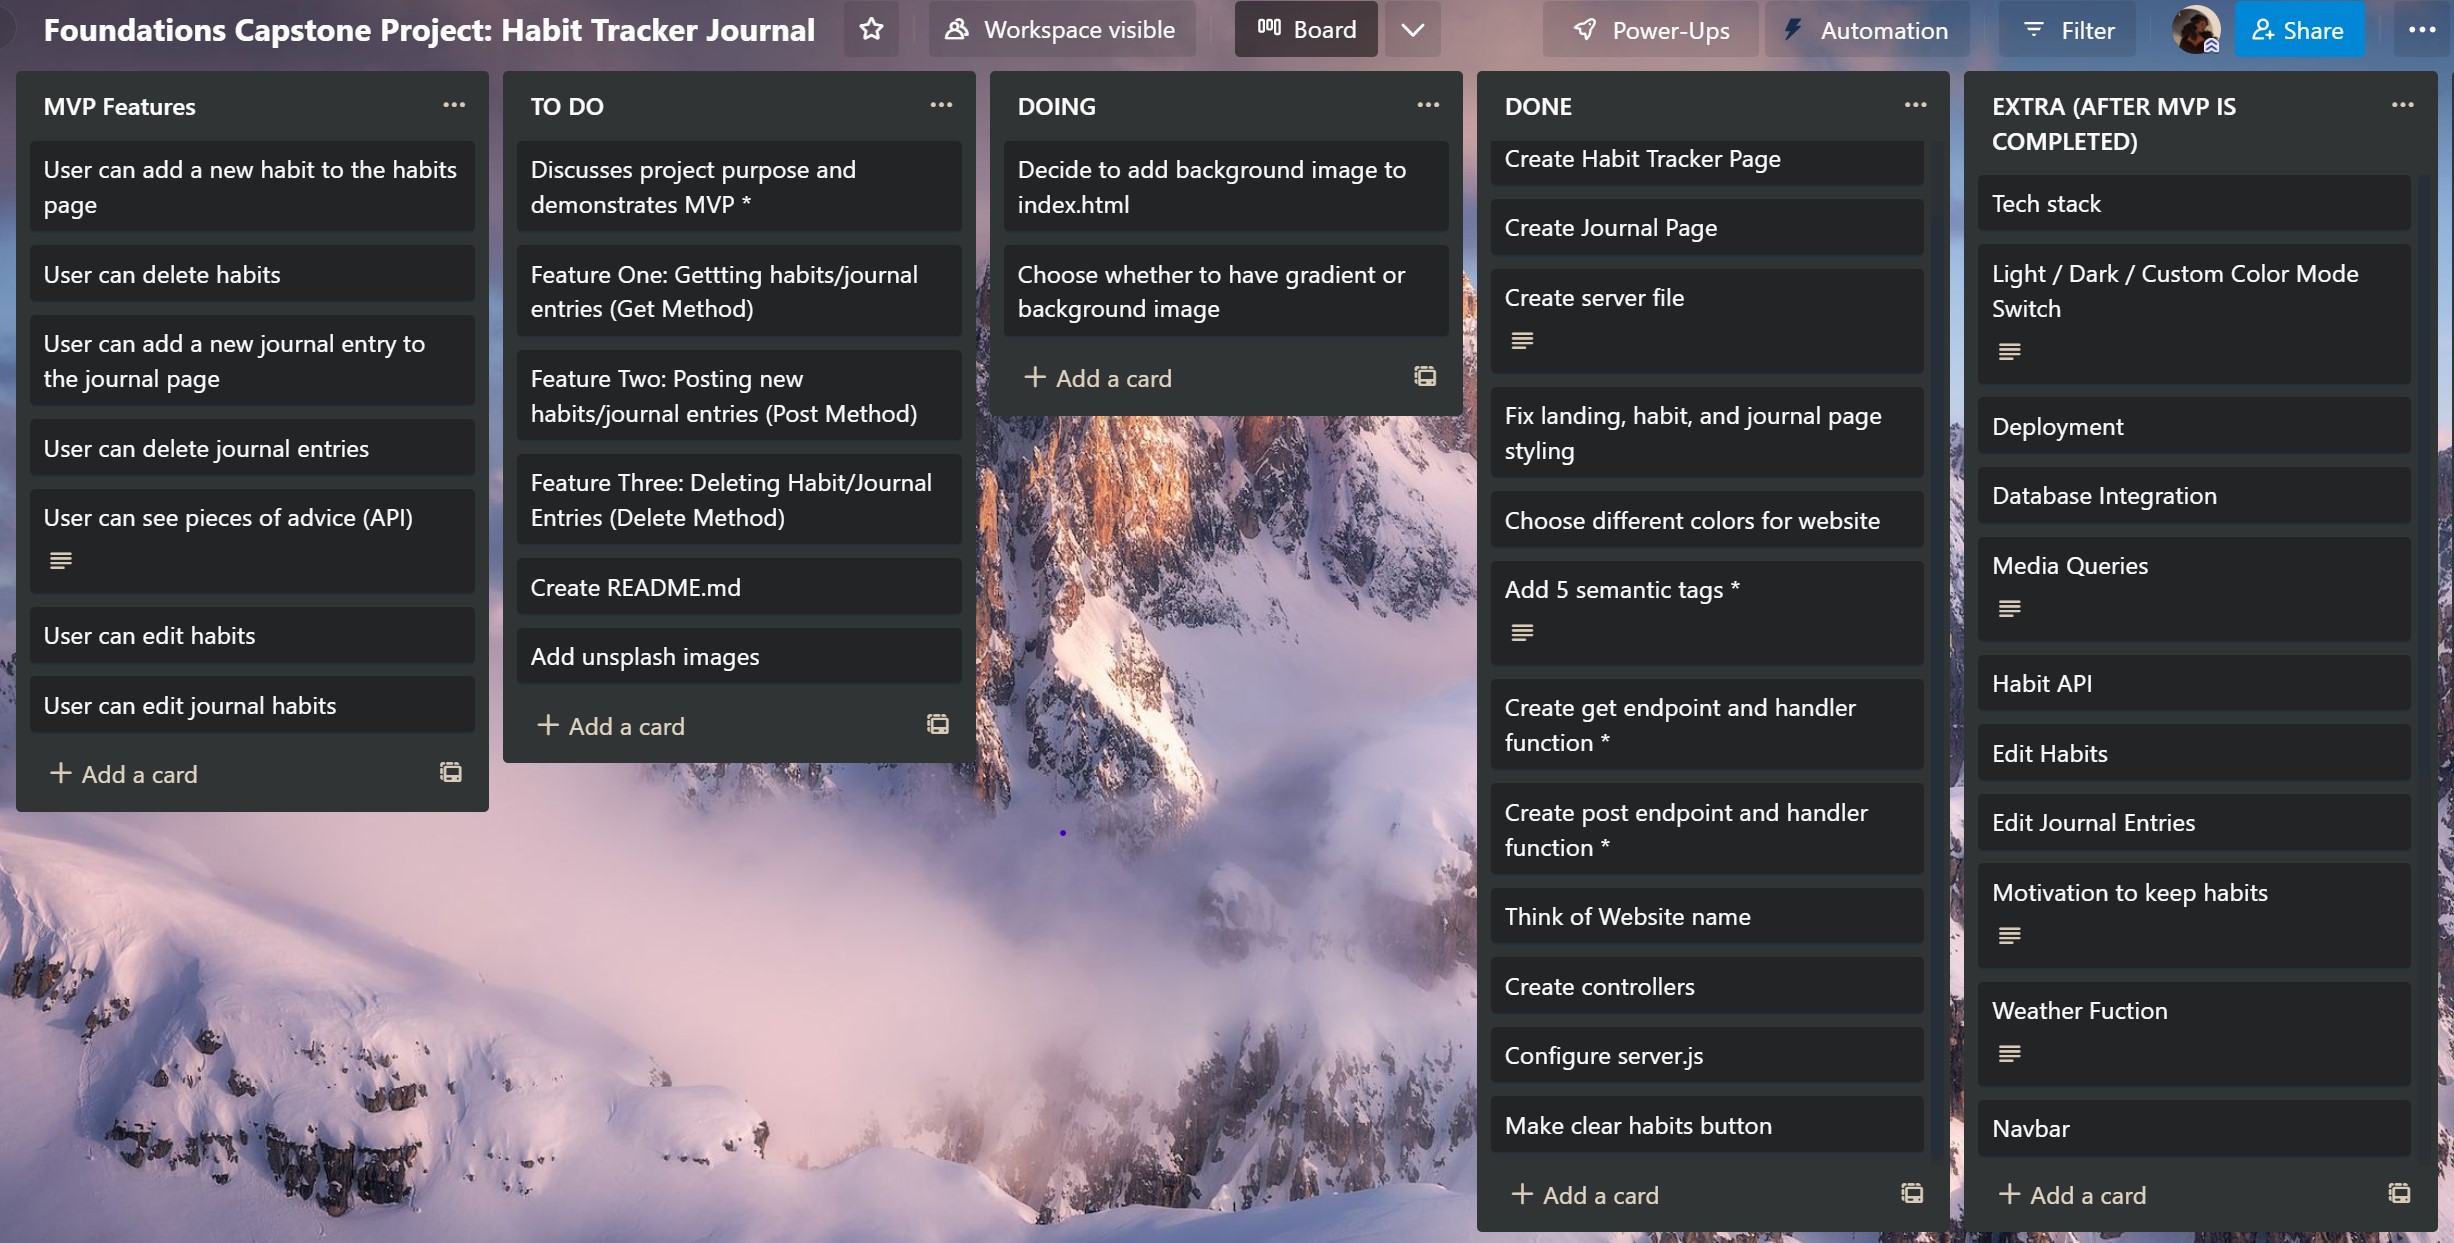 Foundations Capstone Project: Habit Tracker Journal
Workspace visible
Board
Power-Ups
Automation
Filter
Share
MVP Features
User can add a new habit to the habits
page
User can delete habits
User can add a new journal entry to
the journal page
User can delete journal entries
User can see pieces of advice (API)
User can edit habits
User can edit journal habits
Add a card
TO DO
Discusses project purpose and
demonstrates MVP *
Feature One: Gettting habits/journal
entries (Get Method)
Feature Two: Posting new
habits/journal entries (Post Method)
Feature Three: Deleting Habit/Journal
Entries (Delete Method)
Create README.md
Add unsplash images
Add a card
DOING
Decide to add background image to
index.html
Choose whether to have gradient or
background image
Add a card
DONE
Create Habit Tracker Page
Create Journal Page
Create server file
Fix landing, habit, and journal page
styling
Choose different colors for website
Add 5 semantic tags *
Create get endpoint and handler
function *
Create post endpoint and handler
function *
Think of Website name
Create controllers
Configure server.js
Make clear habits button
Add a card
EXTRA (AFTER MVP IS
COMPLETED)
Tech stack
Light / Dark / Custom Color Mode
Switch
Deployment
Database Integration
Media Queries
Habit API
Edit Habits
Edit Journal Entries
Motivation to keep habits
Weather Fuction
Navbar
Add a card